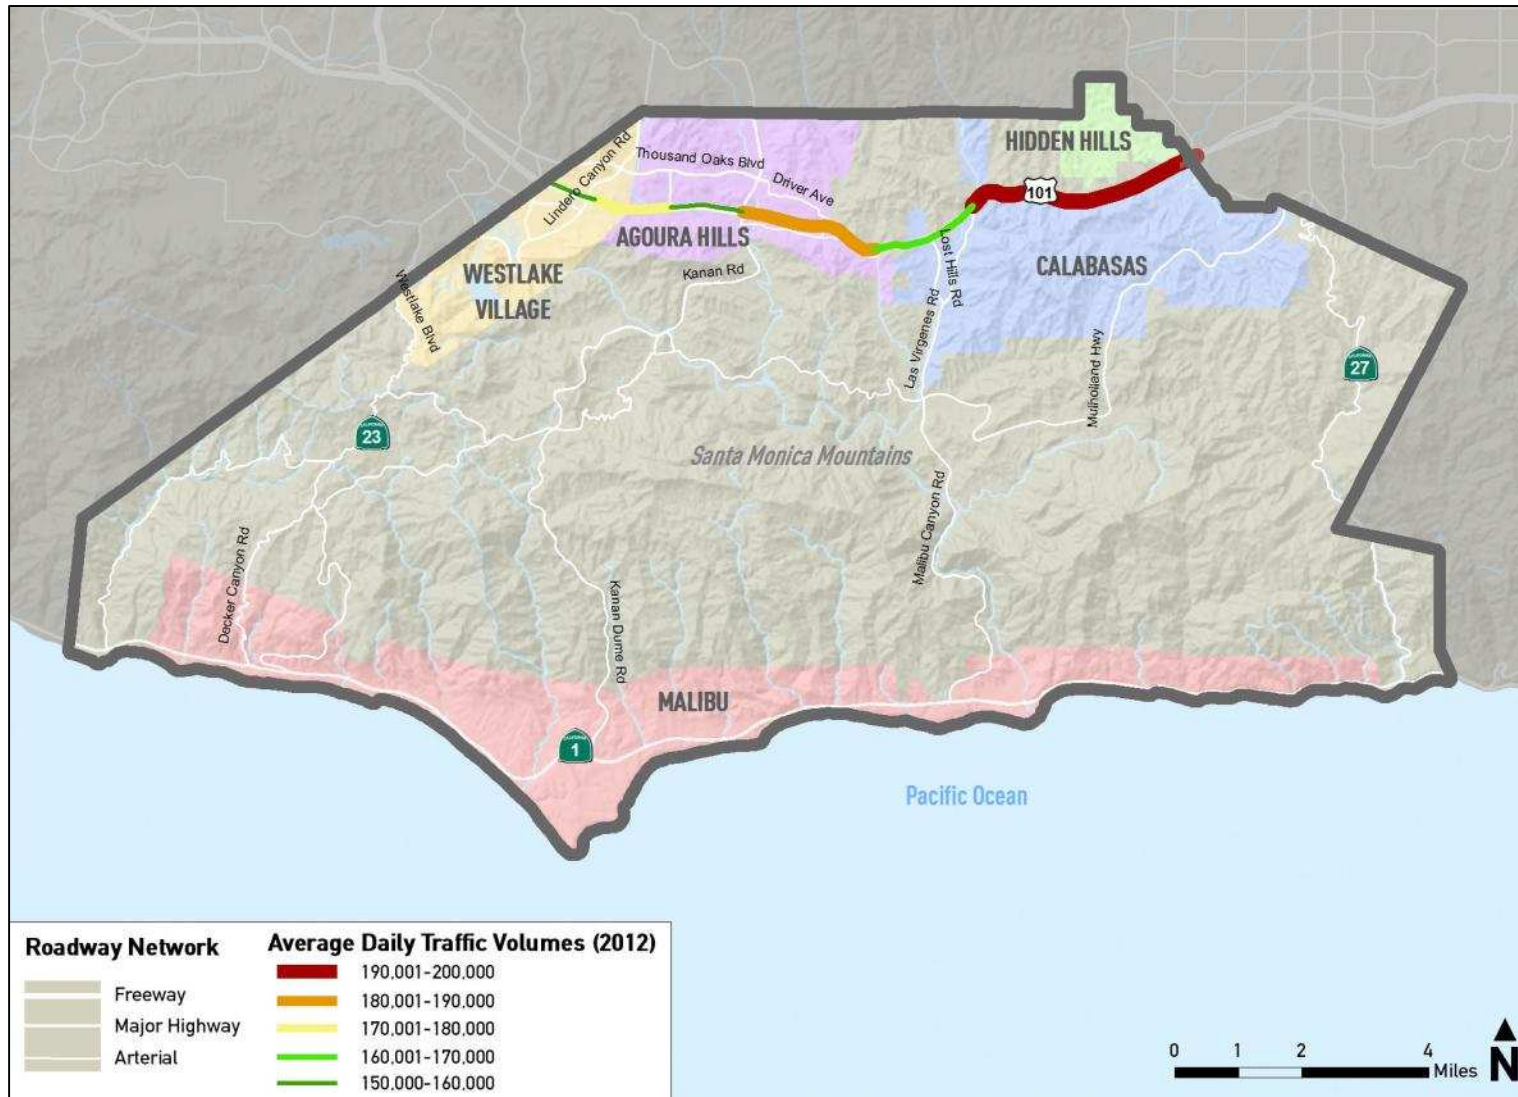 HIDDEN HILLS
Thousand Oaks Blvd
Lindero Canyon Rd
Driver Ave
101
AGOURA HILLS
WESTLAKE
VILLAGE
Kanan Rd
Lost Hills Rd
CALABASAS
Westlake Blvd
Las Virgenes Rd
Mulholland Hwy
CALIFORNIA
27
CALIFORNIA
23
Santa Monica Mountains
Malibu Canyon Rd
Decker Canyon Rd
Kanan Dume Rd
MALIBU
CALIFORNIA
1
Pacific Ocean
Roadway Network
Freeway
Major Highway
Arterial
Average Daily Traffic Volumes (2012)
190,001-200,000
180,001-190,000
170,001-180,000
160,001-170,000
150,000-160,000
0 1 2 4
Miles
N